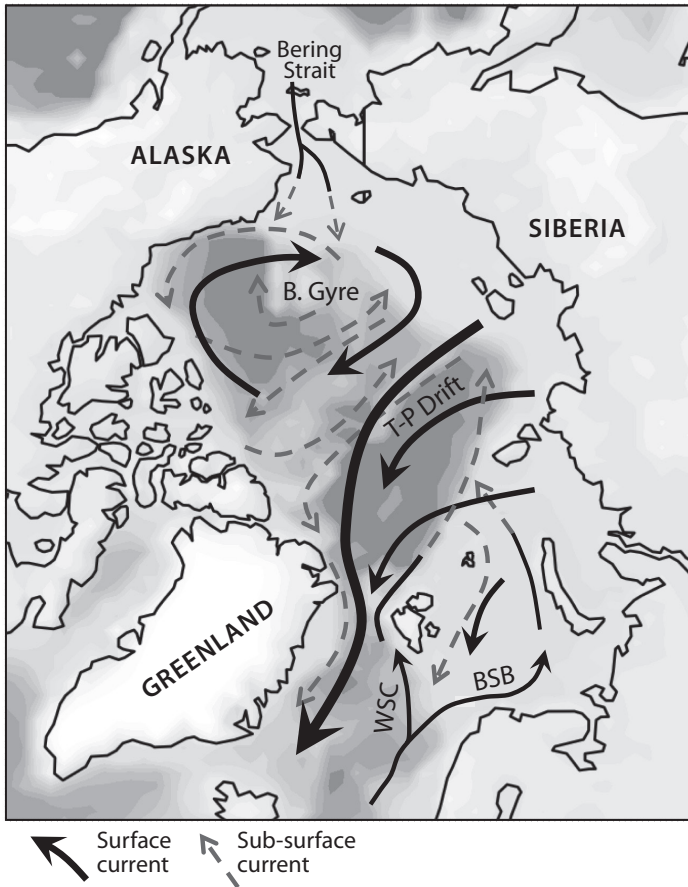 Bering
Strait
ALASKA
SIBERIA
B. Gyre
T-P Drift
GREENLAND
WSC
BSB
Surface
current
Sub-surface
current